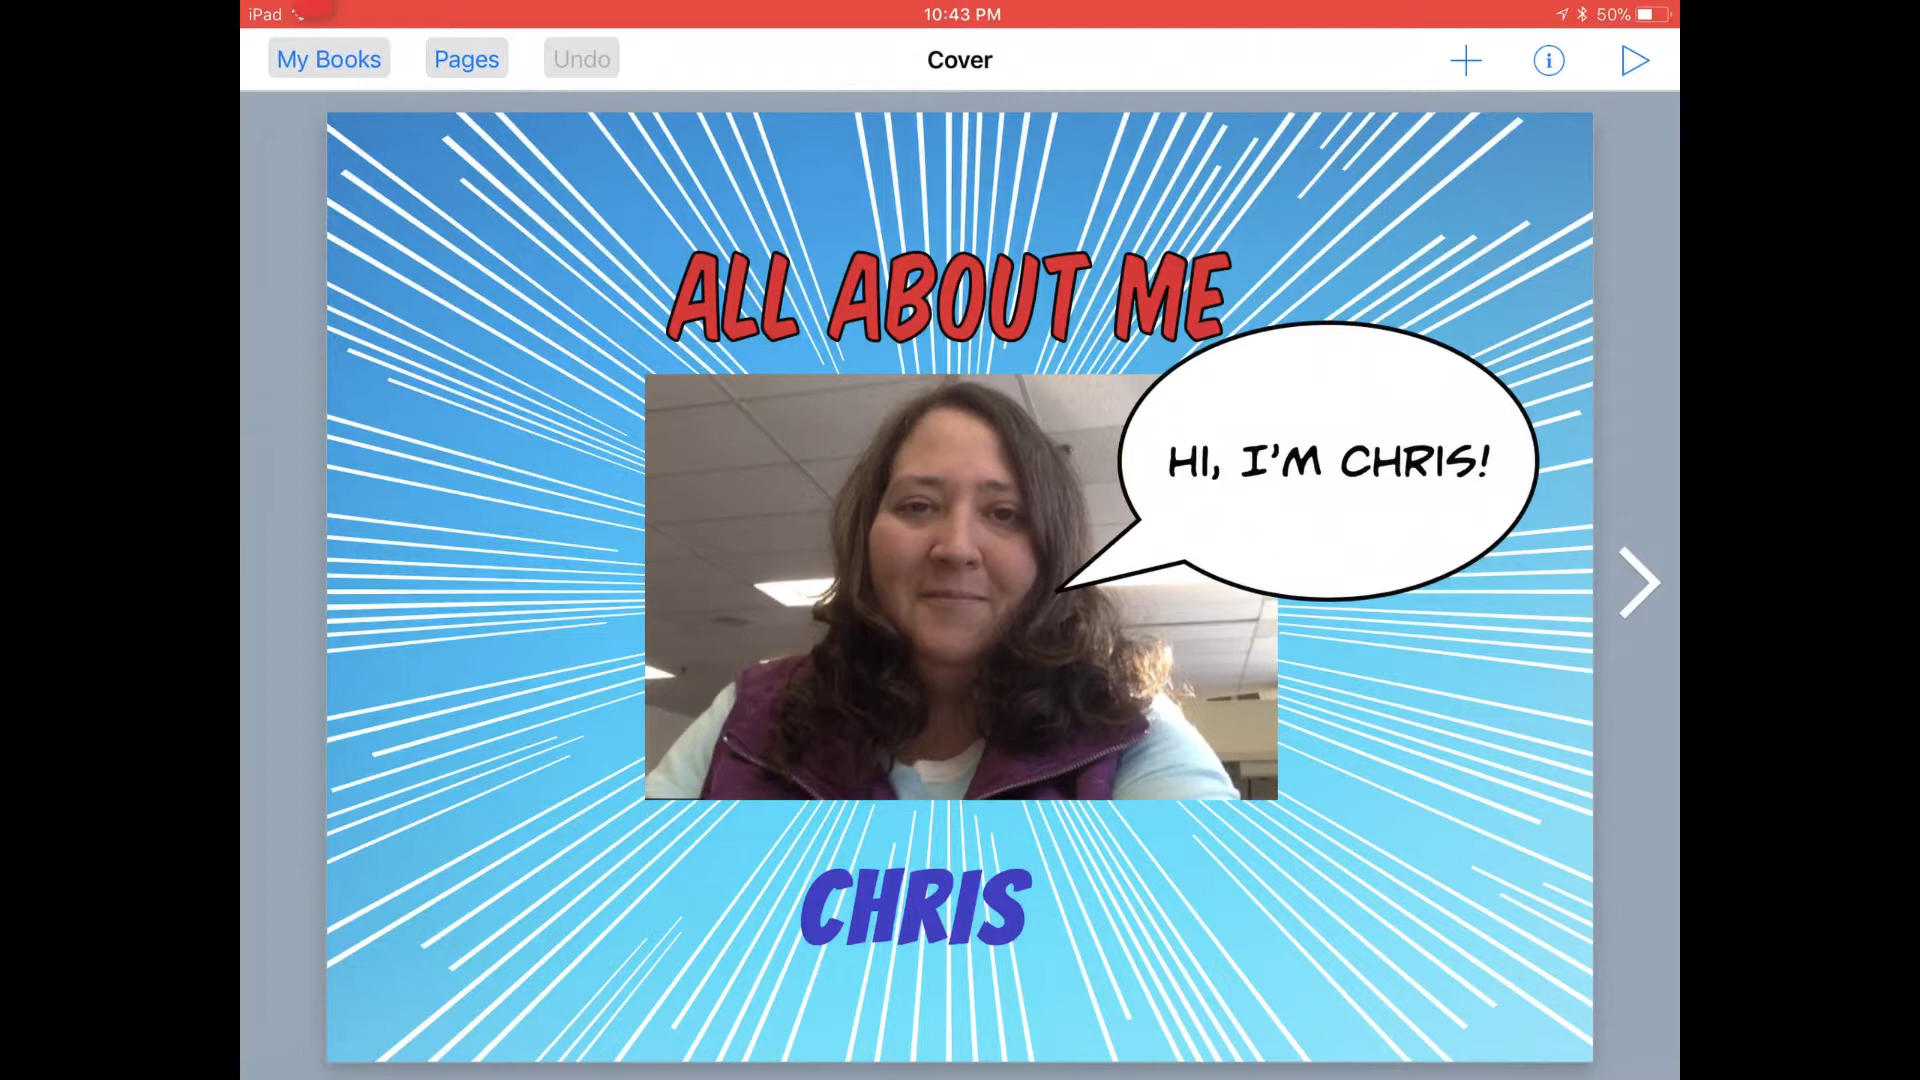 iPad
10:43 PM
50%
My Books
Pages
Undo
Cover
ALL ABOUT ME
HI, I'M CHRIS!
CHRIS